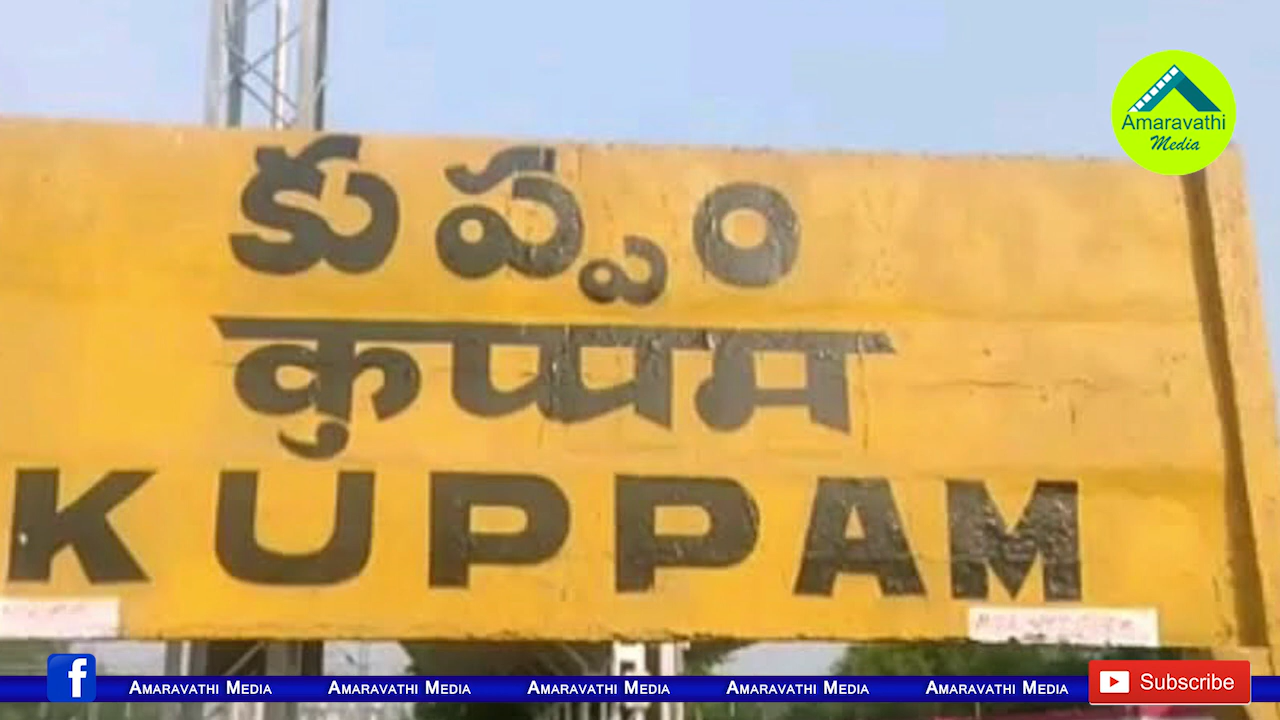 కుప్పం
कुप्पम
KUPPAM
Amaravathi
Media
f
AMARAVATHI MEDIA AMARAVATHI MEDIA AMARAVATHI MEDIA AMARAVATHI MEDIA AMARAVATHI MEDIA
Subscribe